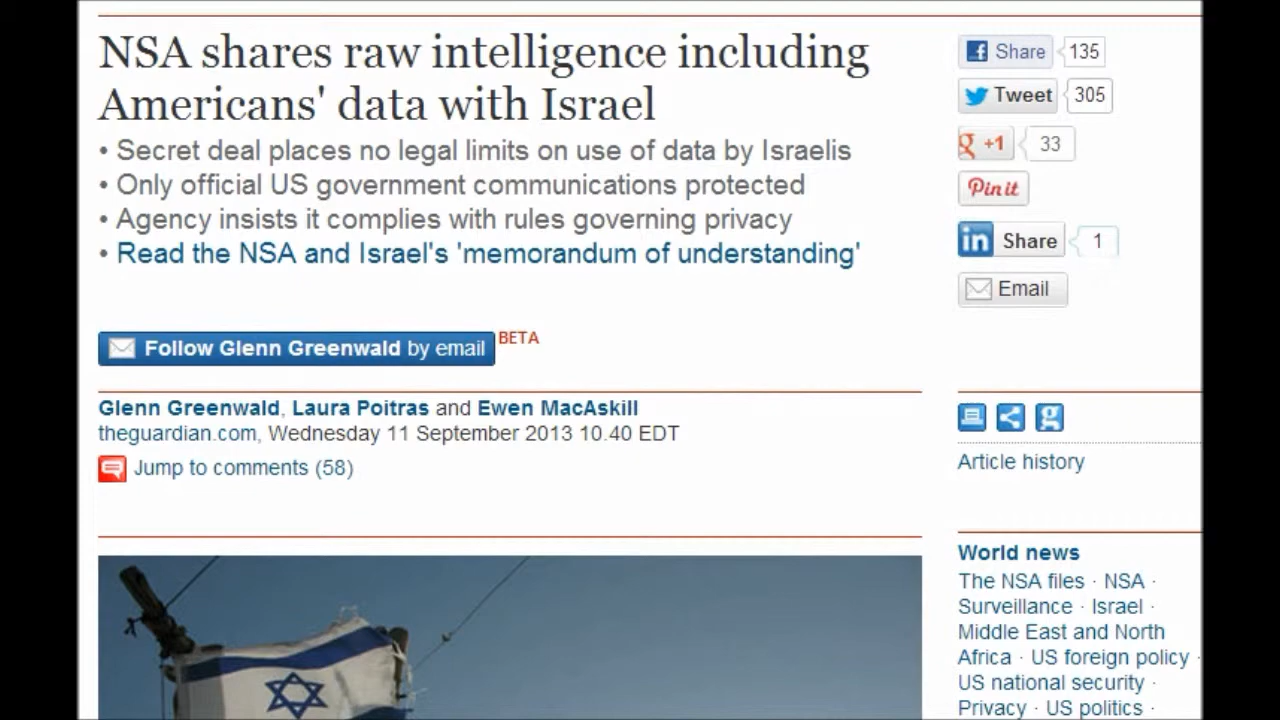 NSA shares raw intelligence including
Americans' data with Israel
• Secret deal places no legal limits on use of data by Israelis
• Only official US government communications protected
• Agency insists it complies with rules governing privacy
• Read the NSA and Israel's 'memorandum of understanding'
Follow Glenn Greenwald by email BETA
Glenn Greenwald, Laura Poitras and Ewen MacAskill
theguardian.com, Wednesday 11 September 2013 10.40 EDT
Jump to comments (58)
Share 135
Tweet 305
+1 33
Pin it
in Share 1
Email
Article history
World news
The NSA files · NSA ·
Surveillance · Israel ·
Middle East and North
Africa · US foreign policy ·
US national security ·
Privacy · US politics ·